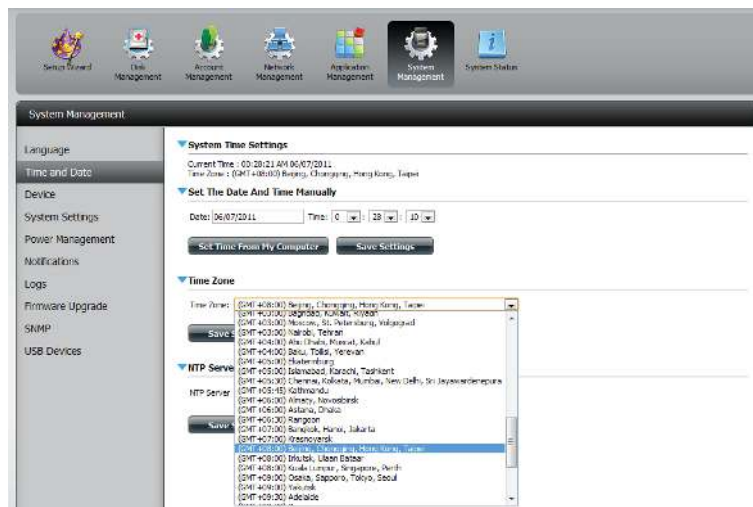 Setup Wizard
Disk Management
Account Management
Network Management
Application Management
System Management
System Status
System Management
Language
Time and Date
Device
System Settings
Power Management
Notifications
Logs
Firmware Upgrade
SNMP
USB Devices
System Time Settings
Current Time : 00:28:21 AM 06/07/2011
Time Zone : (GMT+08:00) Beijing, Chongqing, Hong Kong, Taipei
Set The Date And Time Manually
Date: 06/07/2011 Time: 0 : 28 : 10
Set Time From My Computer Save Settings
Time Zone
Time Zone: (GMT+08:00) Beijing, Chongqing, Hong Kong, Taipei
(GMT+03:00) Baghdad, Kuwait, Riyadh
(GMT+03:00) Moscow, St. Petersburg, Volgograd
(GMT+03:00) Nairobi, Tehran
(GMT+04:00) Abu Dhabi, Muscat, Kabul
(GMT+04:00) Baku, Tbilisi, Yerevan
(GMT+05:00) Ekaterinburg
(GMT+05:00) Islamabad, Karachi, Tashkent
(GMT+05:30) Chennai, Kolkata, Mumbai, New Delhi, Sri Jayawardenepura
(GMT+05:45) Kathmandu
(GMT+06:00) Almaty, Novosibirsk
(GMT+06:00) Astana, Dhaka
(GMT+06:30) Rangoon
(GMT+07:00) Bangkok, Hanoi, Jakarta
(GMT+07:00) Krasnoyarsk
(GMT+08:00) Beijing, Chongqing, Hong Kong, Taipei
(GMT+08:00) Irkutsk, Ulaan Bataar
(GMT+08:00) Kuala Lumpur, Singapore, Perth
(GMT+09:00) Osaka, Sapporo, Tokyo, Seoul
(GMT+09:00) Yakutsk
(GMT+09:30) Adelaide
Save S
NTP Serve
NTP Server
Save S